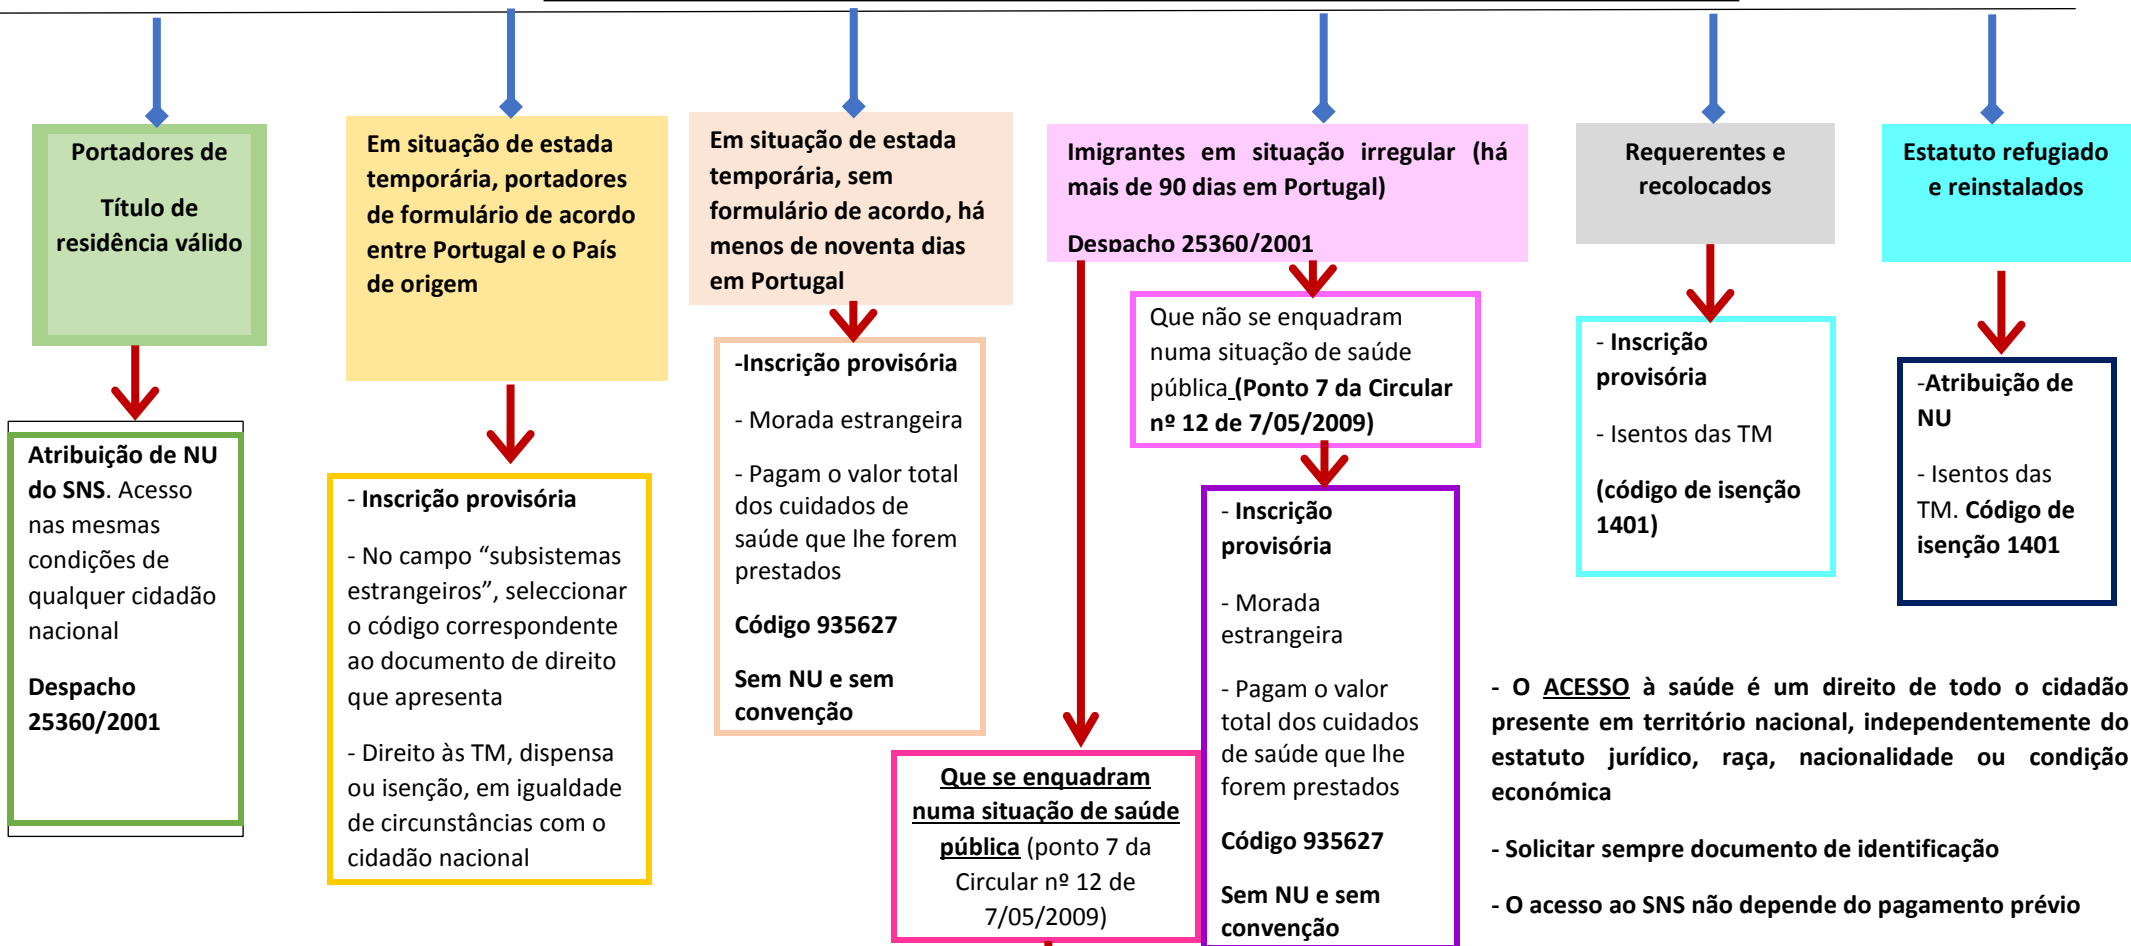 Portadores de
Título de
residência válido
Atribuição de NU
do SNS. Acesso
nas mesmas
condições de
qualquer cidadão
nacional
Despacho
25360/2001
Em situação de estada
temporária, portadores
de formulário de acordo
entre Portugal e o País
de origem
- Inscrição provisória
- No campo “subsistemas
estrangeiros”, seleccionar
o código correspondente
ao documento de direito
que apresenta
- Direito às TM, dispensa
ou isenção, em igualdade
de circunstâncias com o
cidadão nacional
Em situação de estada
temporária, sem
formulário de acordo, há
menos de noventa dias
em Portugal
-Inscrição provisória
- Morada estrangeira
- Pagam o valor total
dos cuidados de
saúde que lhe forem
prestados
Código 935627
Sem NU e sem
convenção
Imigrantes em situação irregular (há
mais de 90 dias em Portugal)
Despacho 25360/2001
Que não se enquadram
numa situação de saúde
pública (Ponto 7 da Circular
nº 12 de 7/05/2009)
- Inscrição
provisória
- Morada
estrangeira
- Pagam o valor
total dos cuidados
de saúde que lhe
forem prestados
Código 935627
Sem NU e sem
convenção
Que se enquadram
numa situação de saúde
pública (ponto 7 da
Circular nº 12 de
7/05/2009)
Requerentes e
recolocados
- Inscrição
provisória
- Isentos das TM
(código de isenção
1401)
Estatuto refugiado
e reinstalados
-Atribuição de
NU
- Isentos das
TM. Código de
isenção 1401
- O ACESSO à saúde é um direito de todo o cidadão
presente em território nacional, independentemente do
estatuto jurídico, raça, nacionalidade ou condição
económica
- Solicitar sempre documento de identificação
- O acesso ao SNS não depende do pagamento prévio